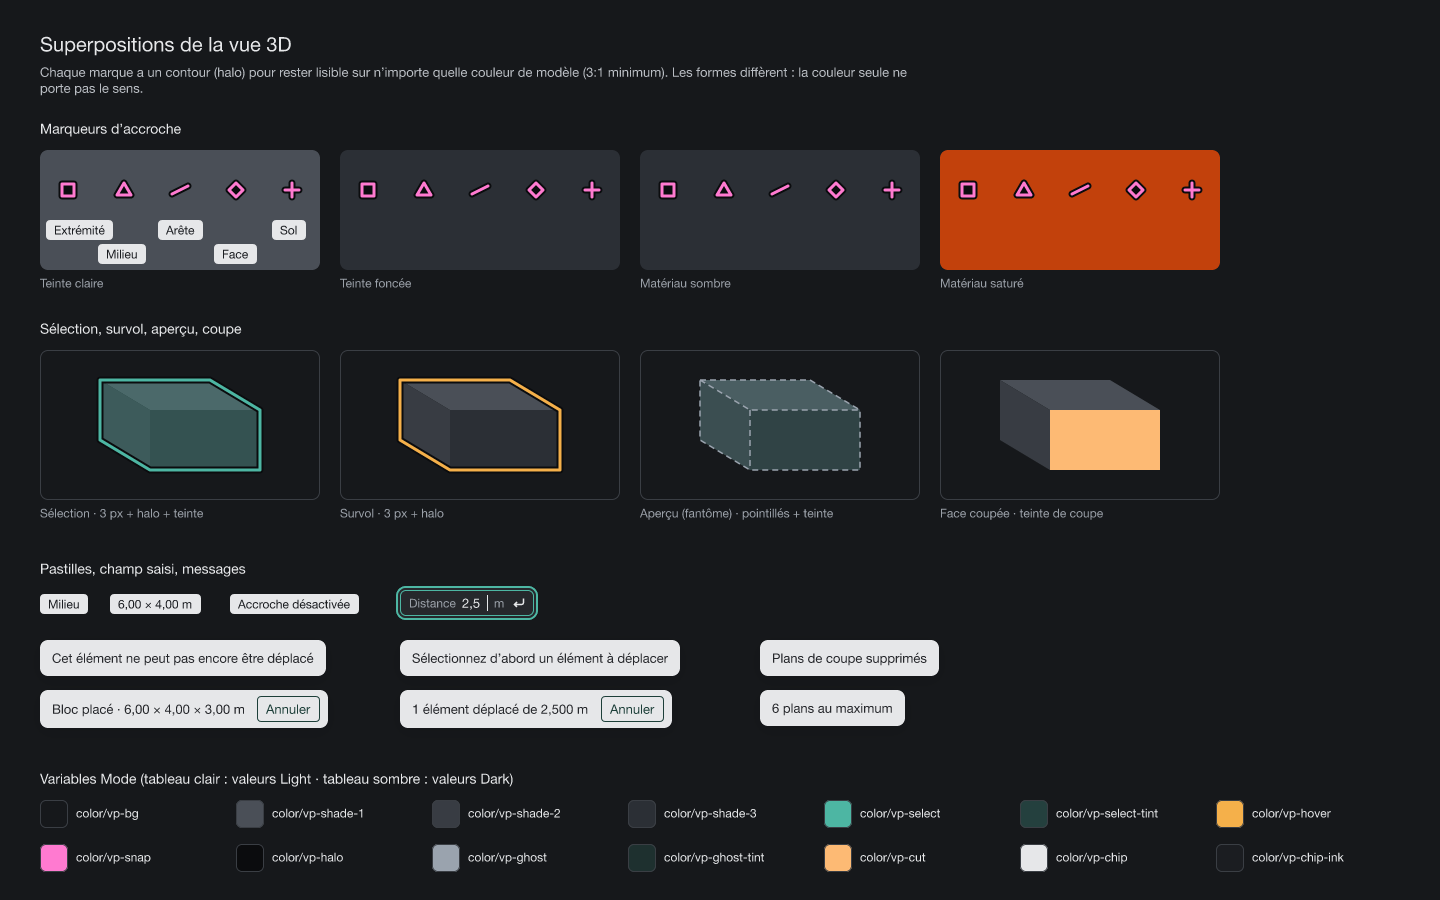 Superpositions de la vue 3D
Chaque marque a un contour (halo) pour rester lisible sur n’importe quelle couleur de modèle (3:1 minimum). Les formes diffèrent : la couleur seule ne
porte pas le sens.
Marqueurs d’accroche
Extrémité
Arête
Sol
Milieu
Face
Teinte claire
Teinte foncée
Matériau sombre
Matériau saturé
Sélection, survol, aperçu, coupe
Sélection · 3 px + halo + teinte
Survol · 3 px + halo
Aperçu (fantôme) · pointillés + teinte
Face coupée · teinte de coupe
Pastilles, champ saisi, messages
Milieu
6,00 × 4,00 m
Accroche désactivée
Distance 2,5 m
Cet élément ne peut pas encore être déplacé
Sélectionnez d’abord un élément à déplacer
Plans de coupe supprimés
Bloc placé · 6,00 × 4,00 × 3,00 m Annuler
1 élément déplacé de 2,500 m Annuler
6 plans au maximum
Variables Mode (tableau clair : valeurs Light · tableau sombre : valeurs Dark)
color/vp-bg
color/vp-shade-1
color/vp-shade-2
color/vp-shade-3
color/vp-select
color/vp-select-tint
color/vp-hover
color/vp-snap
color/vp-halo
color/vp-ghost
color/vp-ghost-tint
color/vp-cut
color/vp-chip
color/vp-chip-ink